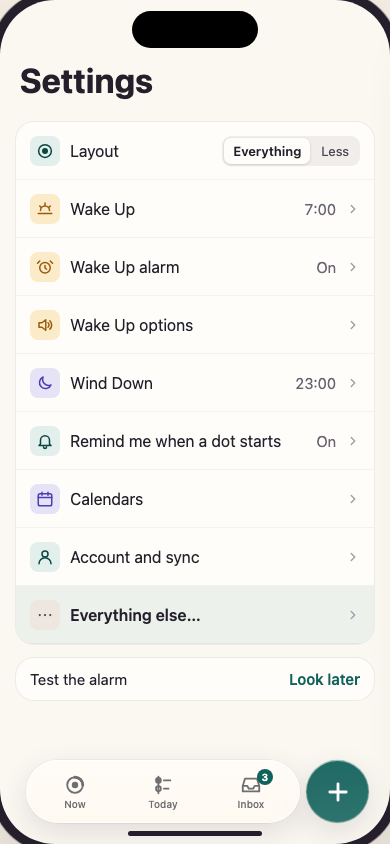 Settings
Layout Everything Less
Wake Up 7:00
Wake Up alarm On
Wake Up options
Wind Down 23:00
Remind me when a dot starts On
Calendars
Account and sync
Everything else...
Test the alarm Look later
3
Now Today Inbox